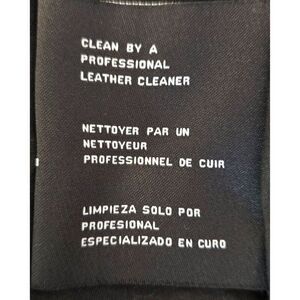 CLEAN BY A
PROFESSIONAL
LEATHER CLEANER
NETTOYER PAR UN
NETTOYEUR
PROFESSIONNEL DE CUIR
LIMPIEZA SOLO POR
PROFESIONAL
ESPECIALIZADO EN CURO